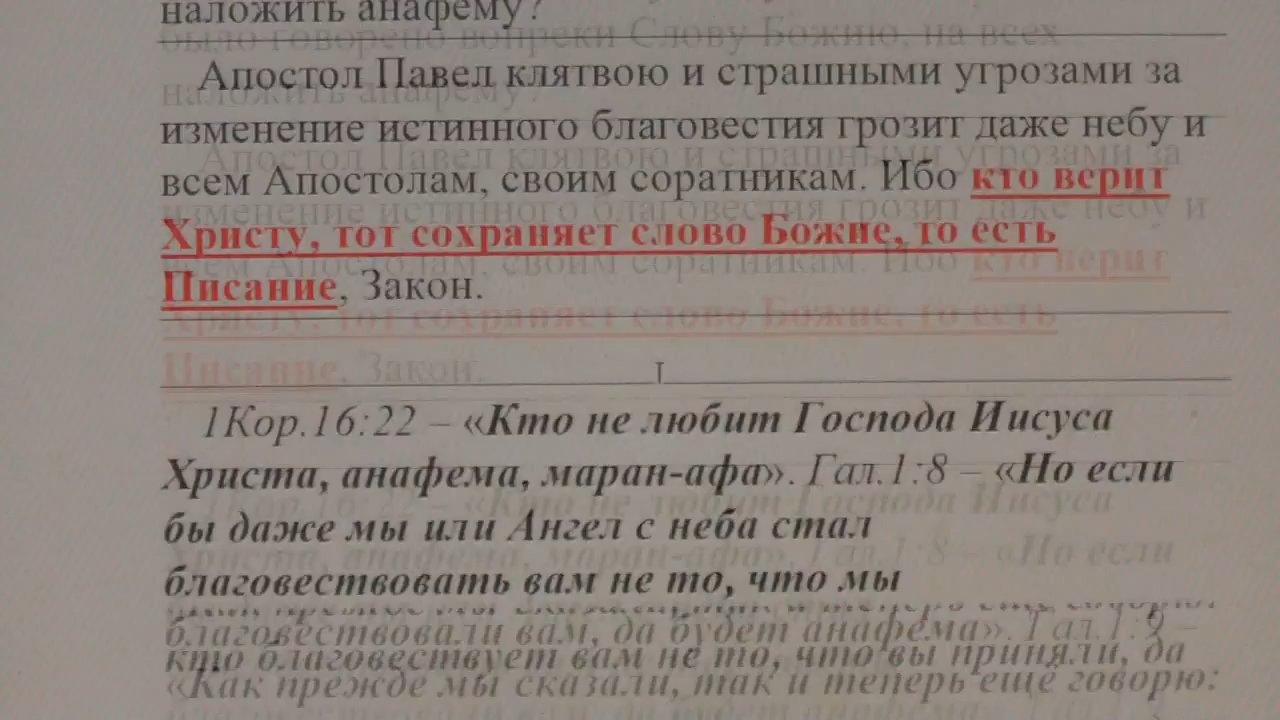 наложить анафему?
Апостол Павел клятвою и страшными угрозами за
изменение истинного благовестия грозит даже небу и
всем Апостолам, своим соратникам. Ибо кто верит
Христу, тот сохраняет слово Божие, то есть
Писание, Закон.
1Кор.16:22 – «Кто не любит Господа Иисуса
Христа, анафема, маран-афа». Гал.1:8 – «Но если
бы даже мы или Ангел с неба стал
благовествовать вам не то, что мы
благовествовали вам, да будет анафема». Гал.1:9 –
кто благовествует вам не то, что вы приняли, да
«Как прежде мы сказали, так и теперь ещё говорю: